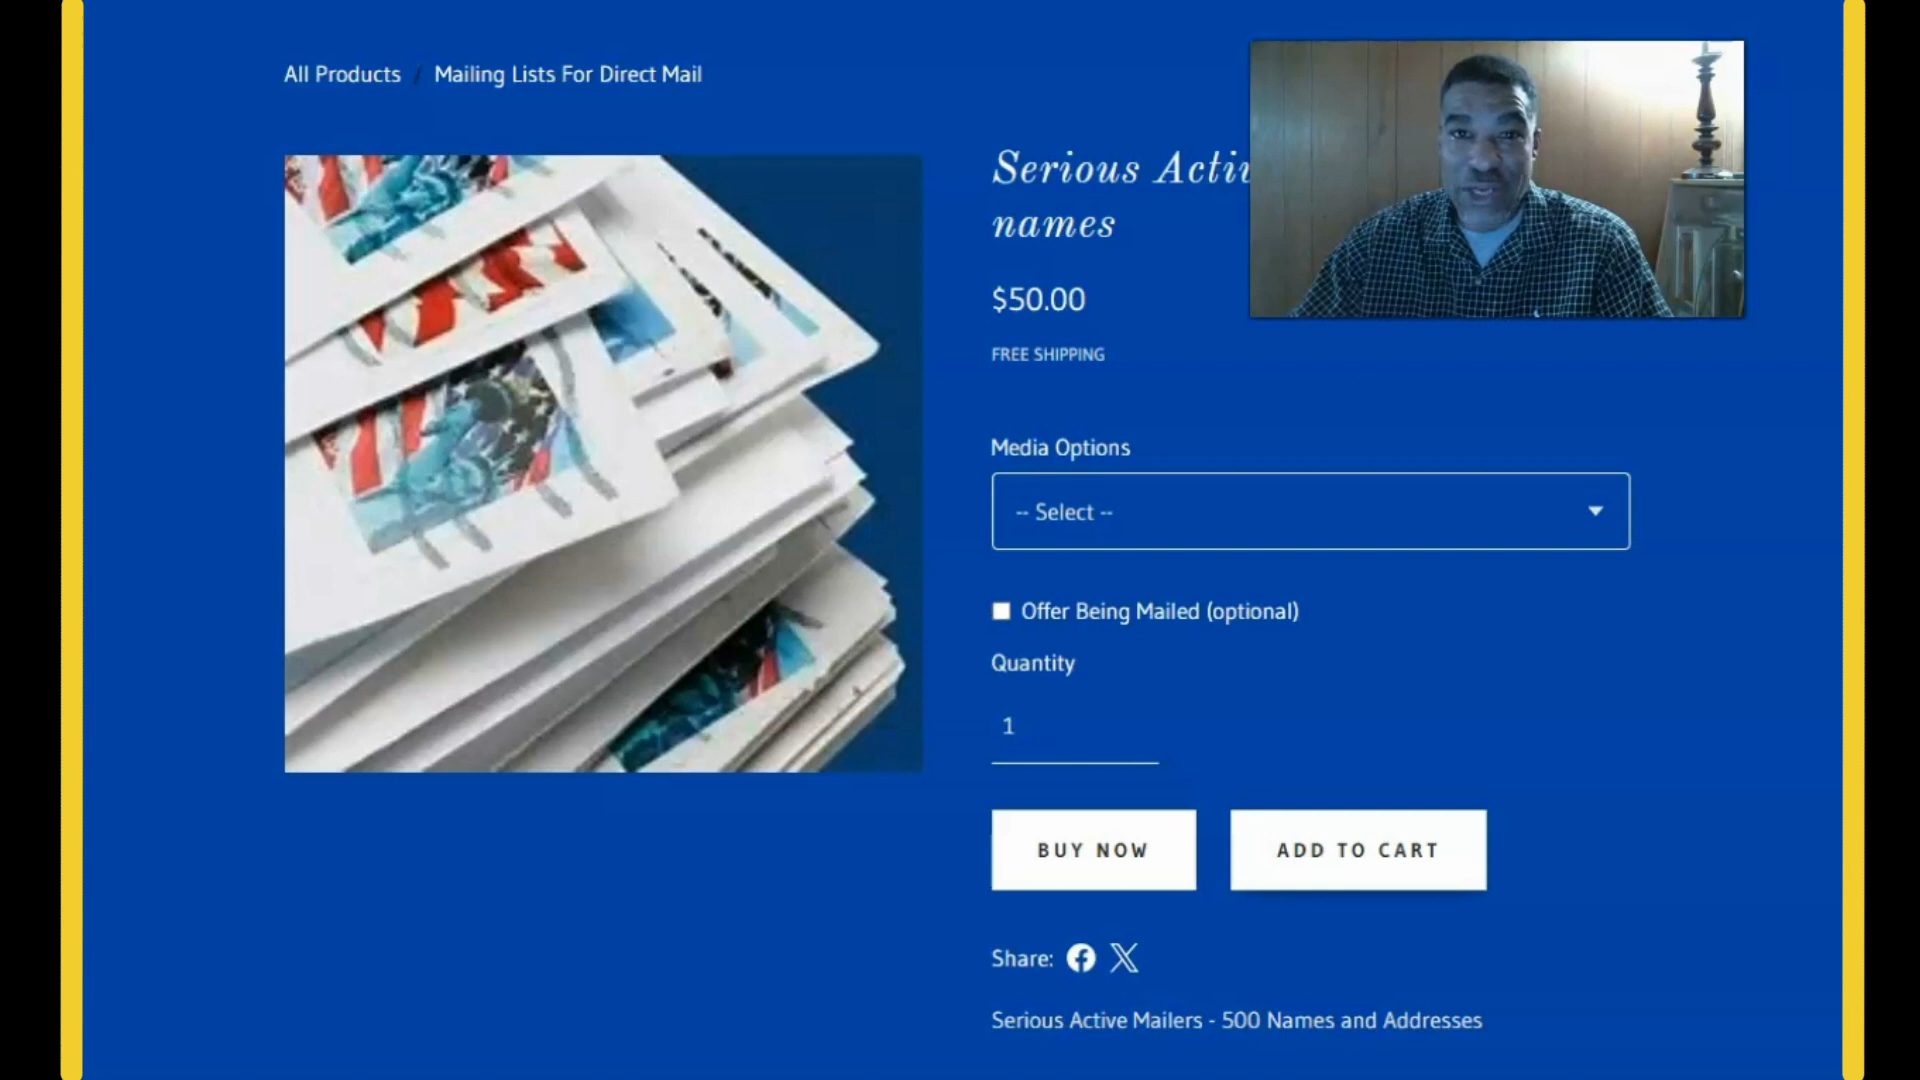 All Products / Mailing Lists For Direct Mail
Serious Activ
names
$50.00
FREE SHIPPING
Media Options
-- Select --
Offer Being Mailed (optional)
Quantity
1
BUY NOW
ADD TO CART
Share:
Serious Active Mailers - 500 Names and Addresses